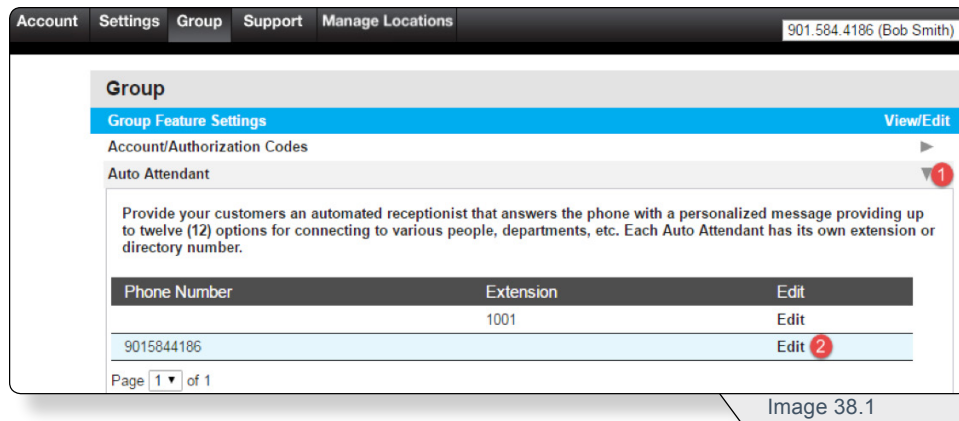 Account Settings Group Support Manage Locations
901.584.4186 (Bob Smith)
Group
Group Feature Settings View/Edit
Account/Authorization Codes
Auto Attendant 1
Provide your customers an automated receptionist that answers the phone with a personalized message providing up
to twelve (12) options for connecting to various people, departments, etc. Each Auto Attendant has its own extension or
directory number.
Phone Number Extension Edit
1001 Edit
9015844186 Edit 2
Page 1 of 1
Image 38.1